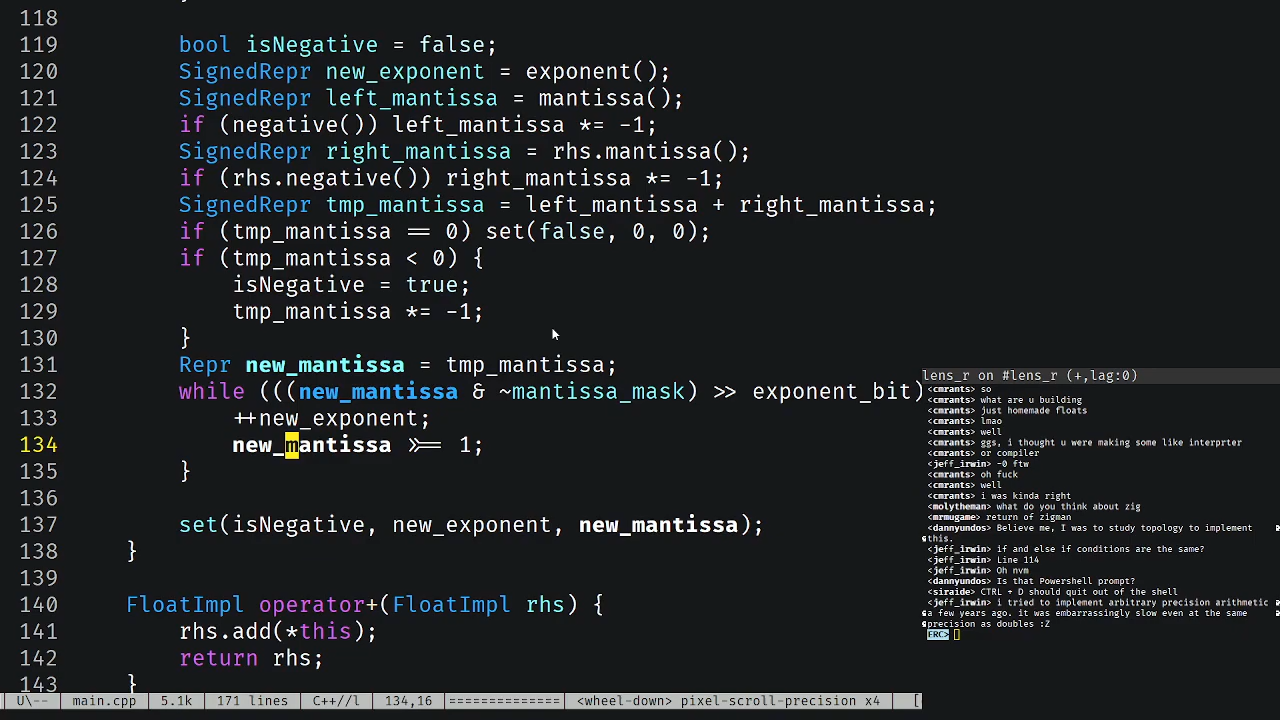 118
119 bool isNegative = false;
120 SignedRepr new_exponent = exponent();
121 SignedRepr left_mantissa = mantissa();
122 if (negative()) left_mantissa *= -1;
123 SignedRepr right_mantissa = rhs.mantissa();
124 if (rhs.negative()) right_mantissa *= -1;
125 SignedRepr tmp_mantissa = left_mantissa + right_mantissa;
126 if (tmp_mantissa == 0) set(false, 0, 0);
127 if (tmp_mantissa < 0) {
128 isNegative = true;
129 tmp_mantissa *= -1;
130 }
131 Repr new_mantissa = tmp_mantissa;
132 while (((new_mantissa & ~mantissa_mask) >> exponent_bit)
133 ++new_exponent;
134 new_mantissa >>= 1;
135 }
136
137 set(isNegative, new_exponent, new_mantissa);
138 }
139
140 FloatImpl operator+(FloatImpl rhs) {
141 rhs.add(*this);
142 return rhs;
143 }
U\-- main.cpp 5.1k 171 lines C++//l 134,16 ============== <wheel-down> pixel-scroll-precision x4 [
lens_r on #lens_r (+,lag:0)
<cmrants> so
<cmrants> what are u building
<cmrants> just homemade floats
<cmrants> lmao
<cmrants> well
<cmrants> ggs, i thought u were making some like interprter
<cmrants> or compiler
<jeff_irwin> -0 ftw
<cmrants> oh fuck
<cmrants> well
<cmrants> i was kinda right
<molytheman> what do you think about zig
<mrmugame> return of zigman
<dannyundos> Believe me, I was to study topology to implement
this.
<jeff_irwin> if and else if conditions are the same?
<jeff_irwin> Line 114
<jeff_irwin> Oh nvm
<dannyundos> Is that Powershell prompt?
<siraide> CTRL + D should quit out of the shell
<jeff_irwin> i tried to implement arbitrary precision arithmetic
a few years ago. it was embarrassingly slow even at the same
precision as doubles :Z
ERC>